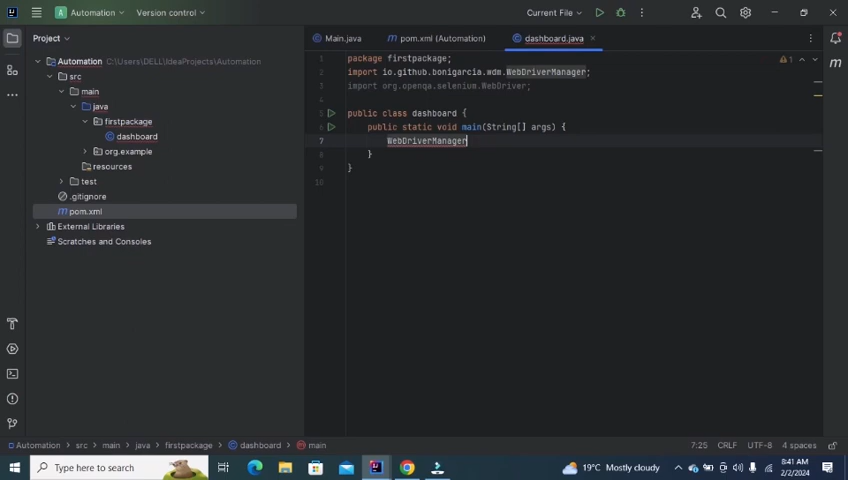 Automation
Version control
Current File
Project
Main.java
pom.xml (Automation)
dashboard.java
Automation C:\Users\DELL\IdeaProjects\Automation
src
main
java
firstpackage
dashboard
org.example
resources
test
.gitignore
pom.xml
External Libraries
Scratches and Consoles
1 package firstpackage;
2 import io.github.bonigarcia.wdm.WebDriverManager;
3 import org.openqa.selenium.WebDriver;
4
5 public class dashboard {
6 public static void main(String[] args) {
7 WebDriverManager
8 }
9 }
10
1
Automation > src > main > java > firstpackage > dashboard > main
7:25 CRLF UTF-8 4 spaces
Type here to search
19°C Mostly cloudy
8:41 AM
2/2/2024